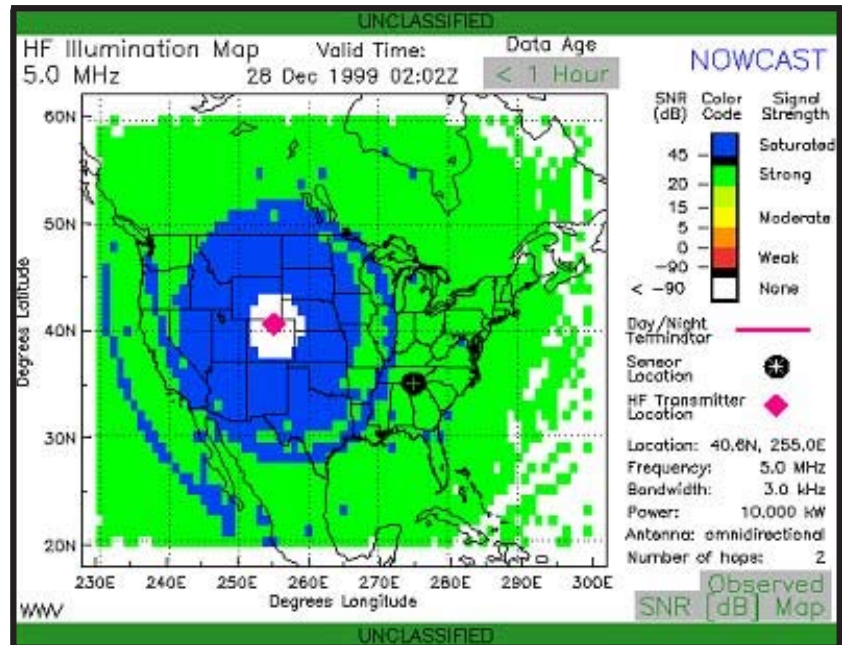 UNCLASSIFIED
HF Illumination Map
5.0 MHz
Valid Time:
28 Dec 1999 02:02Z
Data Age
< 1 Hour
NOWCAST
SNR (dB)
Color Code
Signal Strength
45
20
15
5
0
-90
< -90
Saturated
Strong
Moderate
Weak
None
Day/Night
Terminator
Sensor
Location
HF Transmitter
Location
Location: 40.6N, 255.0E
Frequency: 5.0 MHz
Bandwidth: 3.0 kHz
Power: 10.000 kW
Antenna: omnidirectional
Number of hops: 2
Observed
SNR [dB] Map
Degrees Latitude
60N
50N
40N
30N
20N
230E 240E 250E 260E 270E 280E 290E 300E
Degrees Longitude
WWV
UNCLASSIFIED